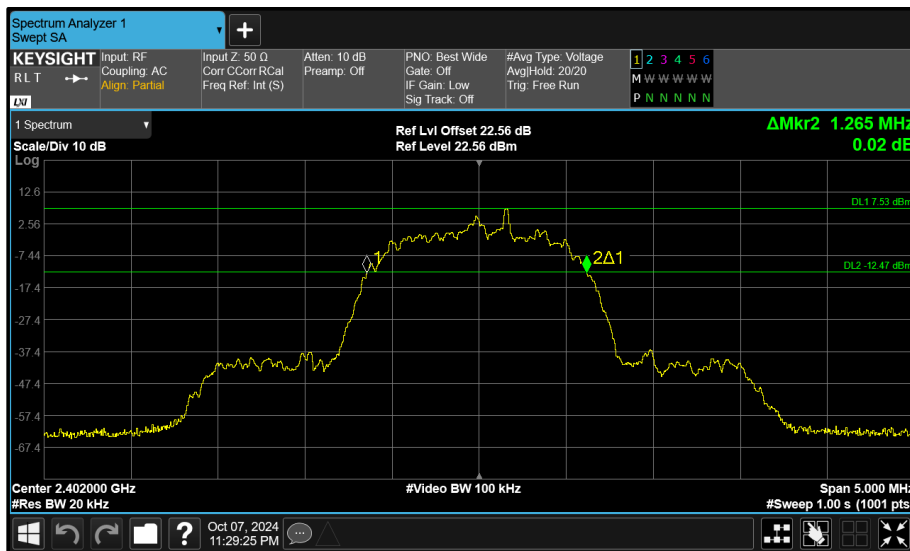 Spectrum Analyzer 1
Swept SA
KEYSIGHT
R L T
LXI
Input: RF
Coupling: AC
Align: Partial
Input Z: 50 Ω
Corr CCorr RCal
Freq Ref: Int (S)
Atten: 10 dB
Preamp: Off
PNO: Best Wide
Gate: Off
IF Gain: Low
Sig Track: Off
#Avg Type: Voltage
Avg|Hold: 20/20
Trig: Free Run
1 2 3 4 5 6
M W W W W W
P N N N N N
1 Spectrum
Scale/Div 10 dB
Ref Lvl Offset 22.56 dB
Ref Level 22.56 dBm
ΔMkr2 1.265 MHz
0.02 dB
Log
12.6
DL1 7.53 dBm
2.56
-7.44
1
2Δ1
DL2 -12.47 dBm
-17.4
-27.4
-37.4
-47.4
-57.4
-67.4
Center 2.402000 GHz
#Video BW 100 kHz
Span 5.000 MHz
#Res BW 20 kHz
#Sweep 1.00 s (1001 pts
?
Oct 07, 2024
11:29:25 PM